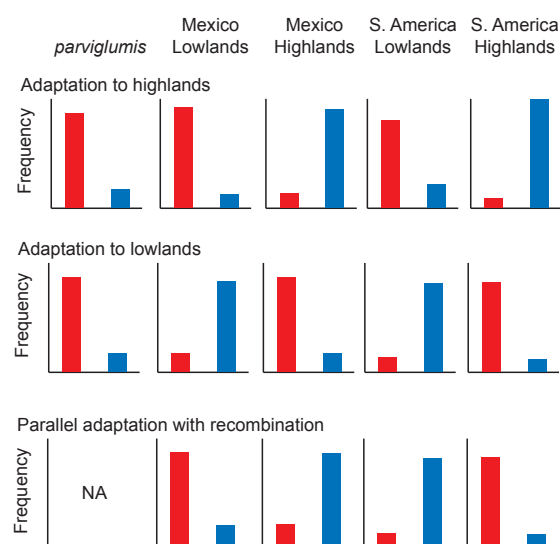 parviglumis
Mexico
Lowlands
Mexico
Highlands
S. America
Lowlands
S. America
Highlands
Adaptation to highlands
Frequency
Adaptation to lowlands
Frequency
Parallel adaptation with recombination
Frequency
NA